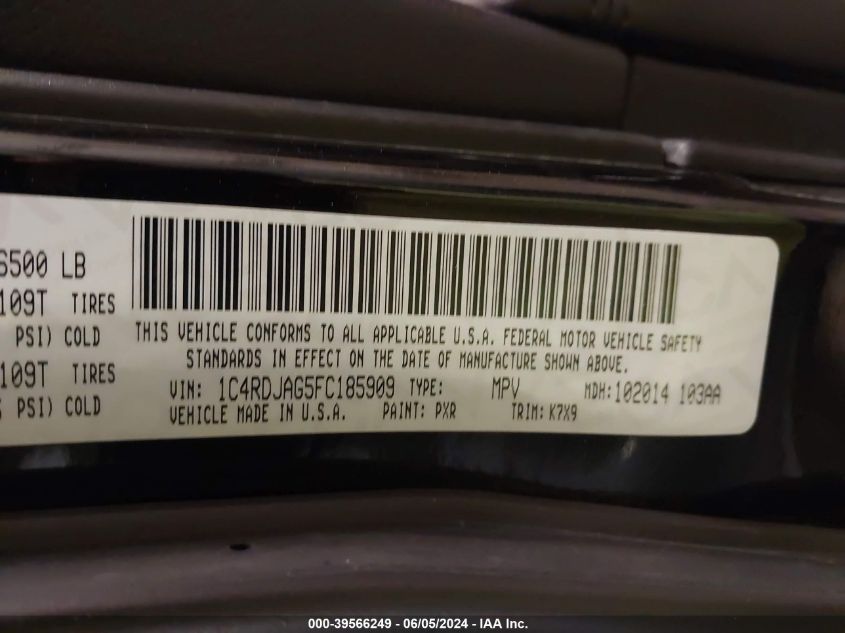 6500 LB
109T TIRES
PSI) COLD
109T TIRES
PSI) COLD
THIS VEHICLE CONFORMS TO ALL APPLICABLE U.S.A. FEDERAL MOTOR VEHICLE SAFETY
STANDARDS IN EFFECT ON THE DATE OF MANUFACTURE SHOWN ABOVE.
VIN: 1C4RDJAG5FC185909 TYPE: MPV MDH: 102014 103AA
VEHICLE MADE IN U.S.A. PAINT: PXR TRIM: K7X9
000-39566249 - 06/05/2024 - IAA Inc.